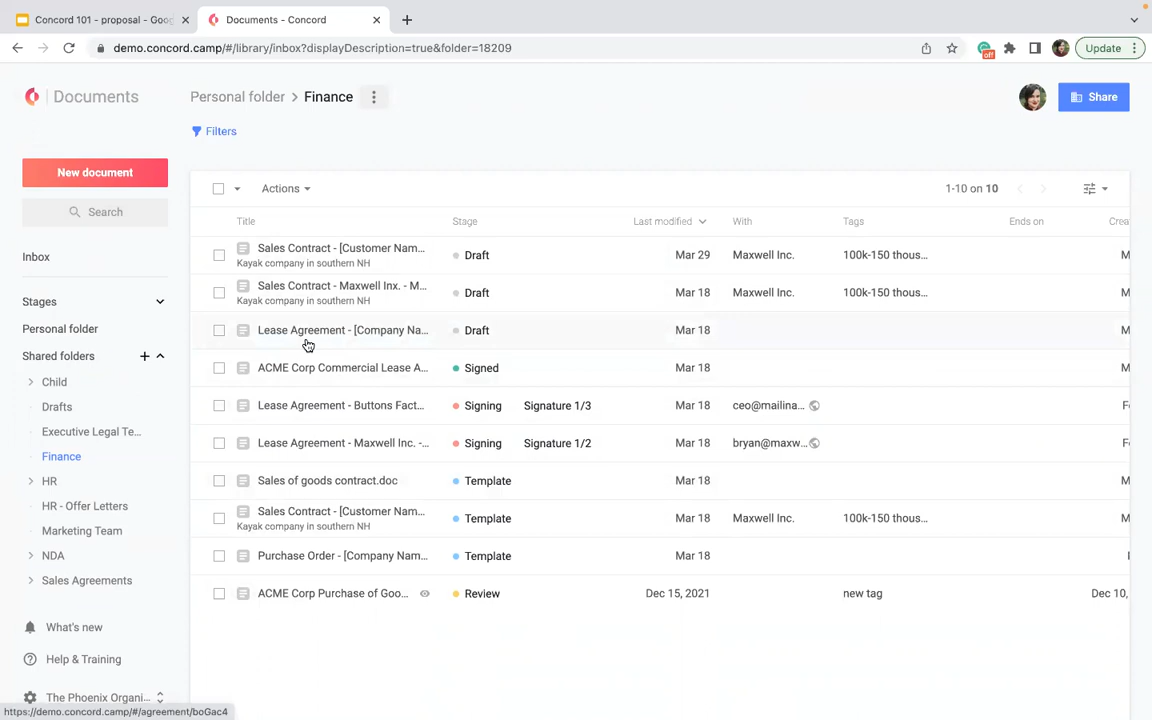 Concord 101 - proposal - Goo
Documents - Concord
demo.concord.camp/#/library/inbox?displayDescription=true&folder=18209
off
Update
Documents
Personal folder > Finance
Share
Filters
New document
Search
Inbox
Stages
Personal folder
Shared folders
Child
Drafts
Executive Legal Te...
Finance
HR
HR - Offer Letters
Marketing Team
NDA
Sales Agreements
What's new
Help & Training
The Phoenix Organi...
Actions
1-10 on 10
Title Stage Last modified With Tags Ends on Crea
Sales Contract - [Customer Nam...
Kayak company in southern NH
Draft Mar 29 Maxwell Inc. 100k-150 thous... M
Sales Contract - Maxwell Inx. - M...
Kayak company in southern NH
Draft Mar 18 Maxwell Inc. 100k-150 thous... M
Lease Agreement - [Company Na... Draft Mar 18 M
ACME Corp Commercial Lease A... Signed Mar 18 M
Lease Agreement - Buttons Fact... Signing Signature 1/3 Mar 18 ceo@mailina... Fe
Lease Agreement - Maxwell Inc. -... Signing Signature 1/2 Mar 18 bryan@maxw... Fe
Sales of goods contract.doc Template Mar 18 M
Sales Contract - [Customer Nam...
Kayak company in southern NH
Template Mar 18 Maxwell Inc. 100k-150 thous... M
Purchase Order - [Company Nam... Template Mar 18
ACME Corp Purchase of Goo... Review Dec 15, 2021 new tag Dec 10,
https://demo.concord.camp/#/agreement/boGac4